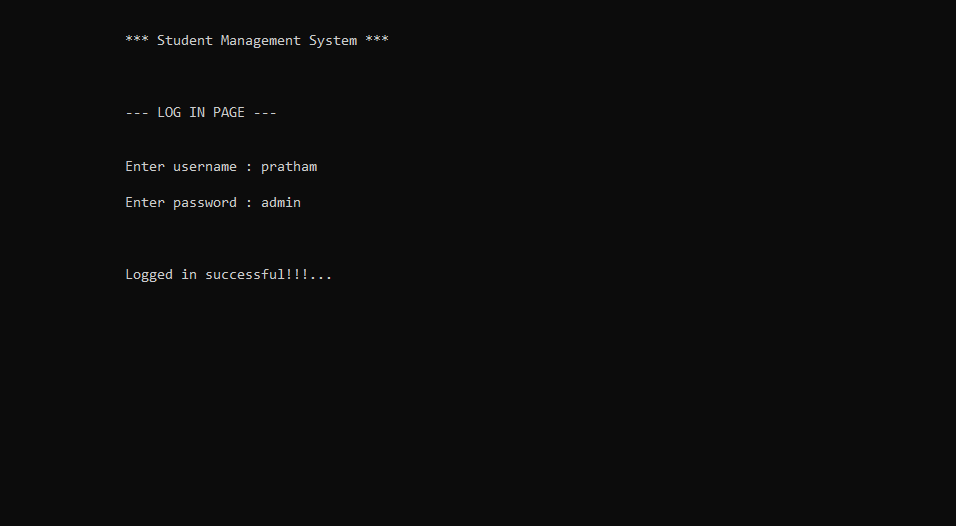 *** Student Management System ***
--- LOG IN PAGE ---
Enter username : pratham
Enter password : admin
Logged in successful!!!...